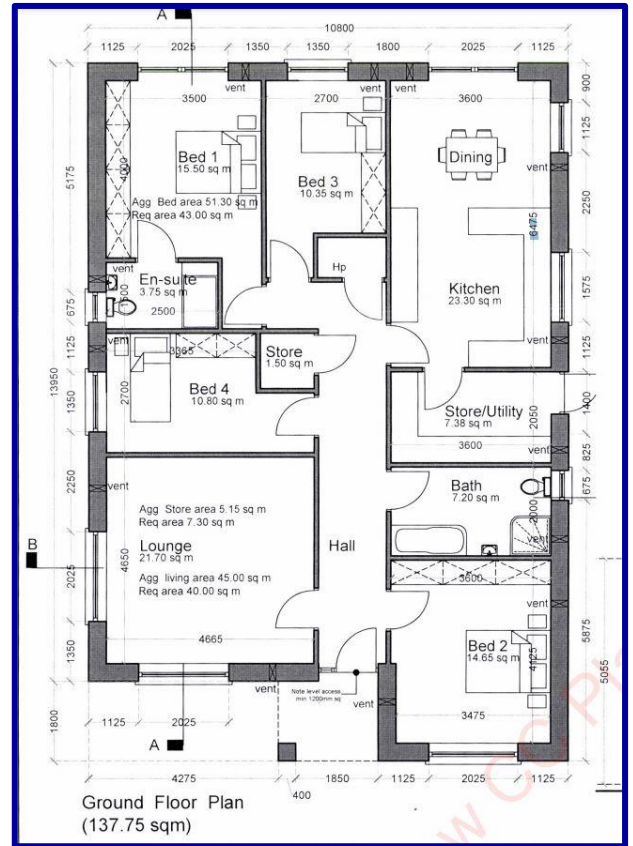 A
10800
1125
2025
1350
1350
1800
2025
1125
vent
vent
vent
3500
2700
3600
900
1125
5175
4000
Bed 1
15.50 sq m
Dining
vent
Bed 3
10.35 sq m
Agg Bed area 51.30 sq m
Req area 43.00 sq m
2250
6475
vent
Hp
En-suite
3.75 sq m
1500
2500
Kitchen
23.30 sq m
1575
675
vent
3365
Store
1.50 sq m
vent
1125
1125
13950
1350
2700
Bed 4
10.80 sq m
Store/Utility
7.38 sq m
2050
1400
3600
825
vent
2250
vent
Agg Store area 5.15 sq m
Req area 7.30 sq m
Bath
7.20 sq m
675
2000
B
Lounge
21.70 sq m
Hall
vent
4650
Agg living area 45.00 sq m
Req area 40.00 sq m
2025
3600
vent
5875
5055
1350
4665
Bed 2
14.65 sq m
4125
vent
Note level access
min 1200mm sq
vent
3475
1800
1125
2025
A
4275
1850
1125
2025
1125
400
Ground Floor Plan
(137.75 sqm)
w CC Pl